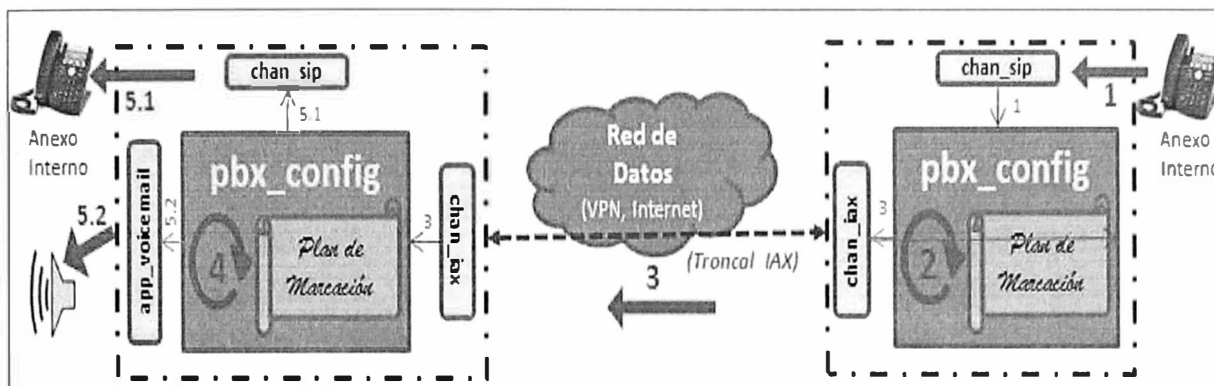 chan_sip
5.1
5.1
Anexo
Interno
pbx_config
app_voicemail
5.2
5.2
4
Plan de
Marcación
3
chan_iax
Red de
Datos
(VPN, Internet)
3
(Troncal IAX)
chan_sip
1
1
Anexo
Interno
pbx_config
chan_iax
3
2
Plan de
Marcación